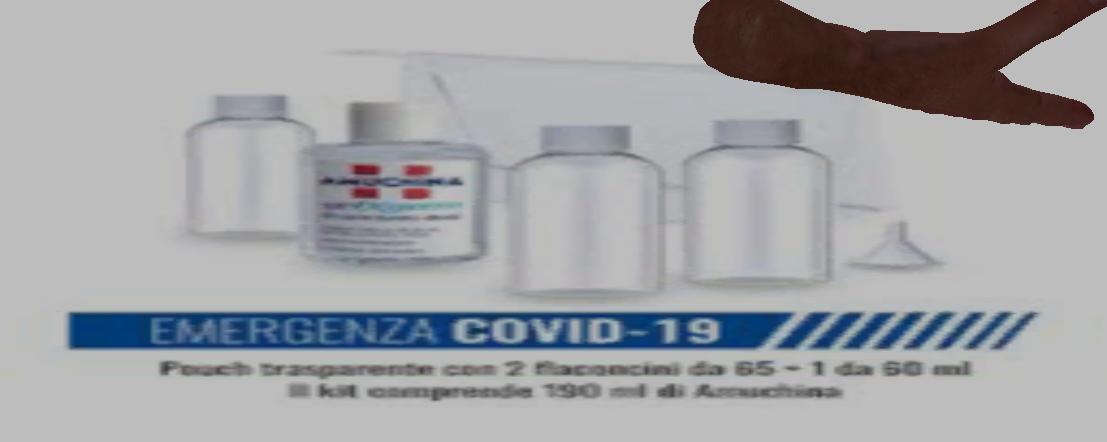 AMUCHINA
EMERGENZA COVID-19
Pouch trasparente con 2 flaconcini da 65 - 1 da 60 ml
Il kit comprende 190 ml di Amuchina